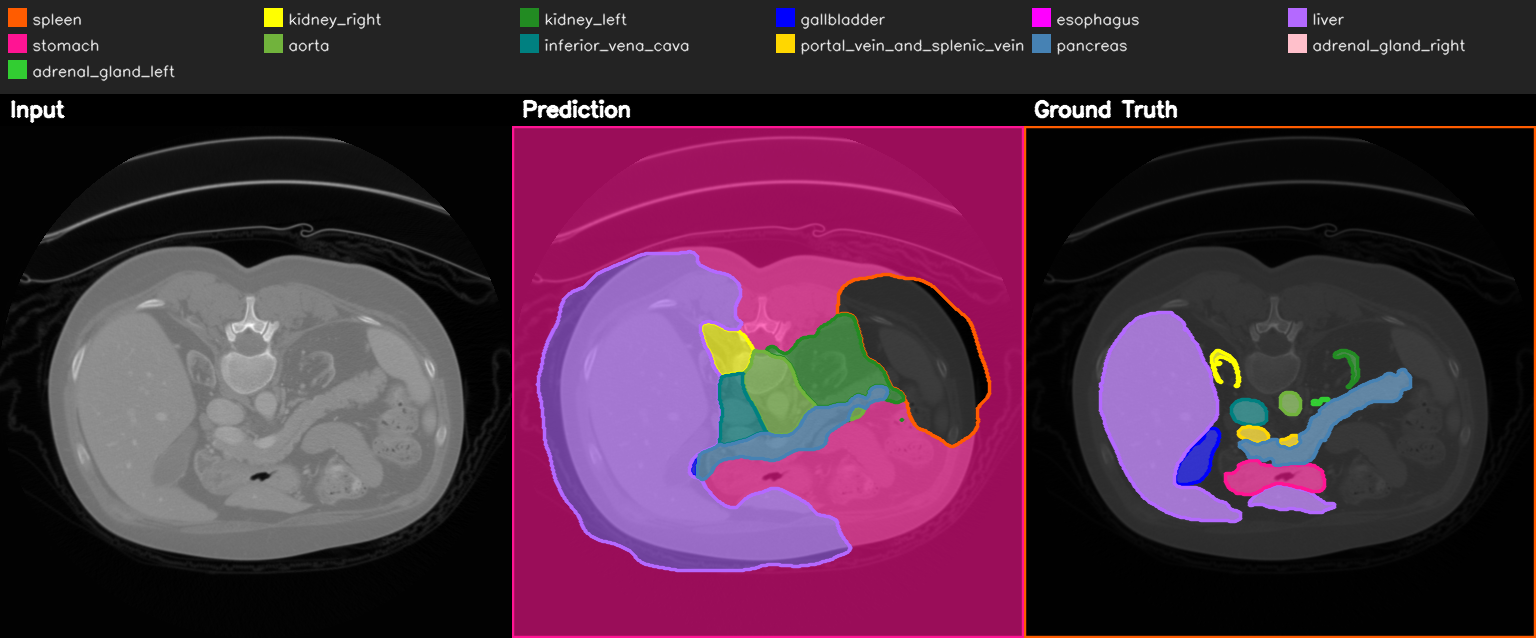 spleen kidney_right kidney_left gallbladder esophagus liver
stomach aorta inferior_vena_cava portal_vein_and_splenic_vein pancreas adrenal_gland_right
adrenal_gland_left
Input Prediction Ground Truth